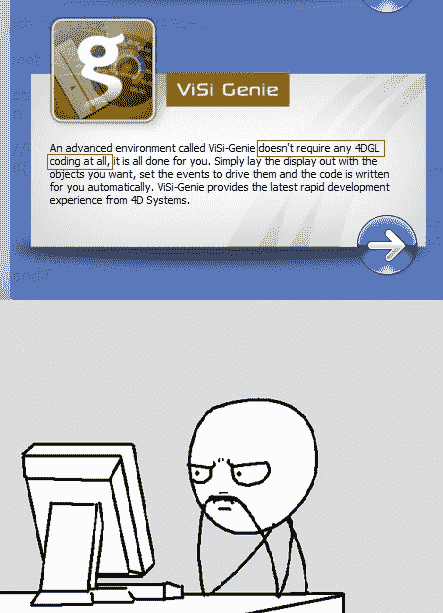 g
ViSi Genie
An advanced environment called ViSi-Genie doesn't require any 4DGL
coding at all, it is all done for you. Simply lay the display out with the
objects you want, set the events to drive them and the code is written
for you automatically. ViSi-Genie provides the latest rapid development
experience from 4D Systems.